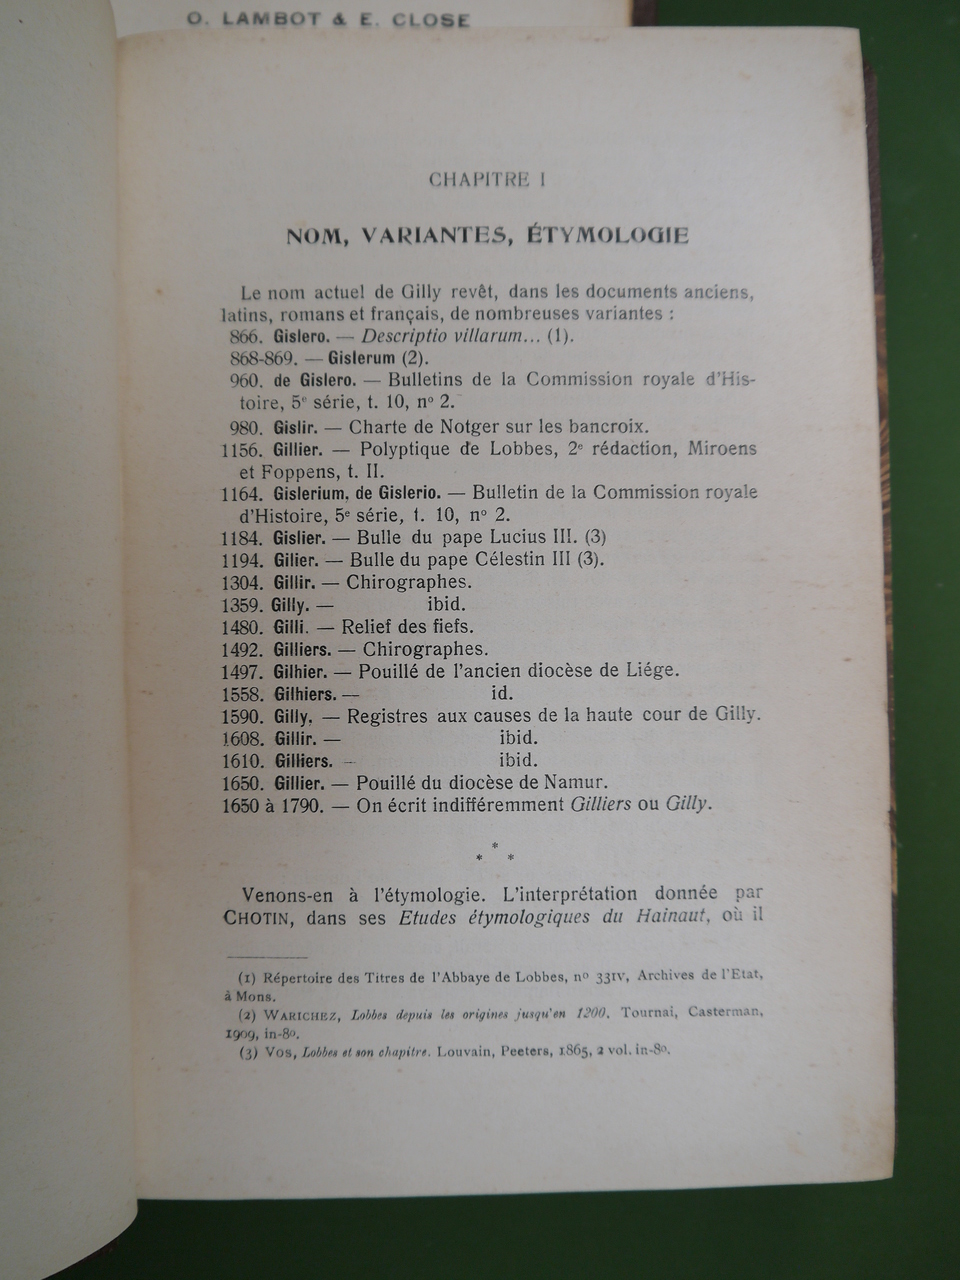 O. LAMBOT & E. CLOSE
CHAPITRE I
NOM, VARIANTES, ÉTYMOLOGIE
Le nom actuel de Gilly revêt, dans les documents anciens,
latins, romans et français, de nombreuses variantes :
866. Gislero. — Descriptio villarum... (1).
868-869. — Gislerum (2).
960. de Gislero. — Bulletins de la Commission royale d'His-
toire, 5e série, t. 10, nº 2.
980. Gislir. — Charte de Notger sur les bancroix.
1156. Gillier. — Polyptique de Lobbes, 2e rédaction, Miroens
et Foppens, t. II.
1164. Gislerium, de Gislerio. — Bulletin de la Commission royale
d'Histoire, 5e série, t. 10, nº 2.
1184. Gislier. — Bulle du pape Lucius III. (3)
1194. Gilier. — Bulle du pape Célestin III (3).
1304. Gillir. — Chirographes.
1359. Gilly. — ibid.
1480. Gilli. — Relief des fiefs.
1492. Gilliers. — Chirographes.
1497. Gilhier. — Pouillé de l'ancien diocèse de Liége.
1558. Gilhiers. — id.
1590. Gilly, — Registres aux causes de la haute cour de Gilly.
1608. Gillir. — ibid.
1610. Gilliers. — ibid.
1650. Gillier. — Pouillé du diocèse de Namur.
1650 à 1790. — On écrit indifféremment Gilliers ou Gilly.
*
* *
Venons-en à l'étymologie. L'interprétation donnée par
CHOTIN, dans ses Etudes étymologiques du Hainaut, où il
(1) Répertoire des Titres de l'Abbaye de Lobbes, nº 331v, Archives de l'Etat,
à Mons.
(2) WARICHEZ, Lobbes depuis les origines jusqu'en 1200. Tournai, Casterman,
1909, in-8º.
(3) VOS, Lobbes et son chapitre. Louvain, Peeters, 1865, 2 vol. in-8º.